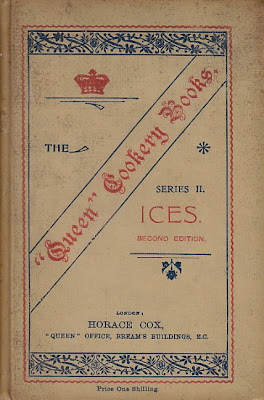 THE
"Queen" Cookery Books.
SERIES II.
ICES.
SECOND EDITION.
LONDON:
HORACE COX,
"QUEEN" OFFICE, BREAM'S BUILDINGS, E.C.
Price One Shilling